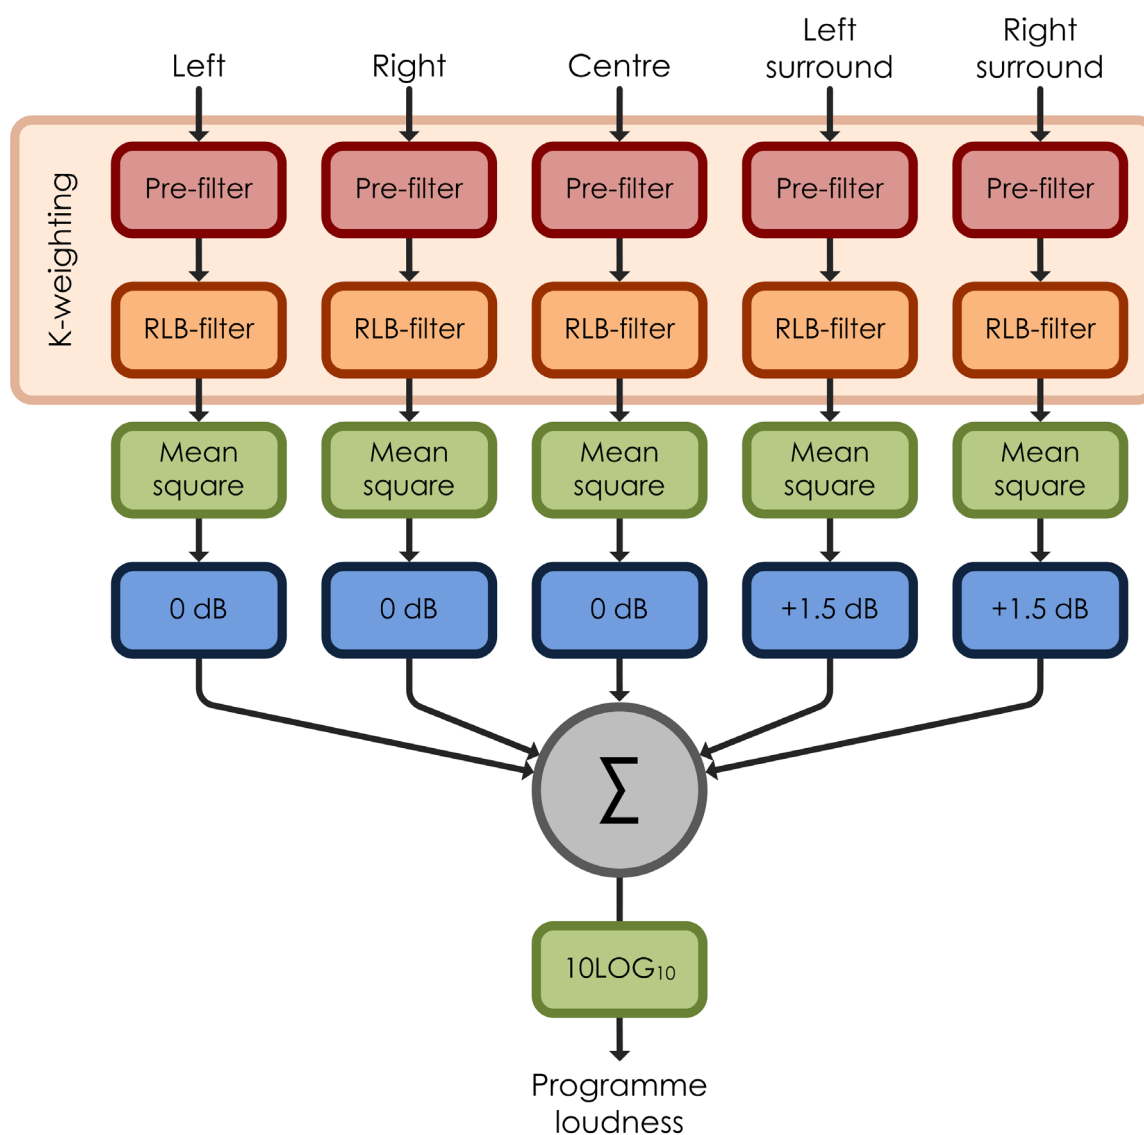 Left
Right
Centre
Left
surround
Right
surround
K-weighting
Pre-filter
Pre-filter
Pre-filter
Pre-filter
Pre-filter
RLB-filter
RLB-filter
RLB-filter
RLB-filter
RLB-filter
Mean
square
Mean
square
Mean
square
Mean
square
Mean
square
0 dB
0 dB
0 dB
+1.5 dB
+1.5 dB
Σ
10LOG₁₀
Programme
loudness